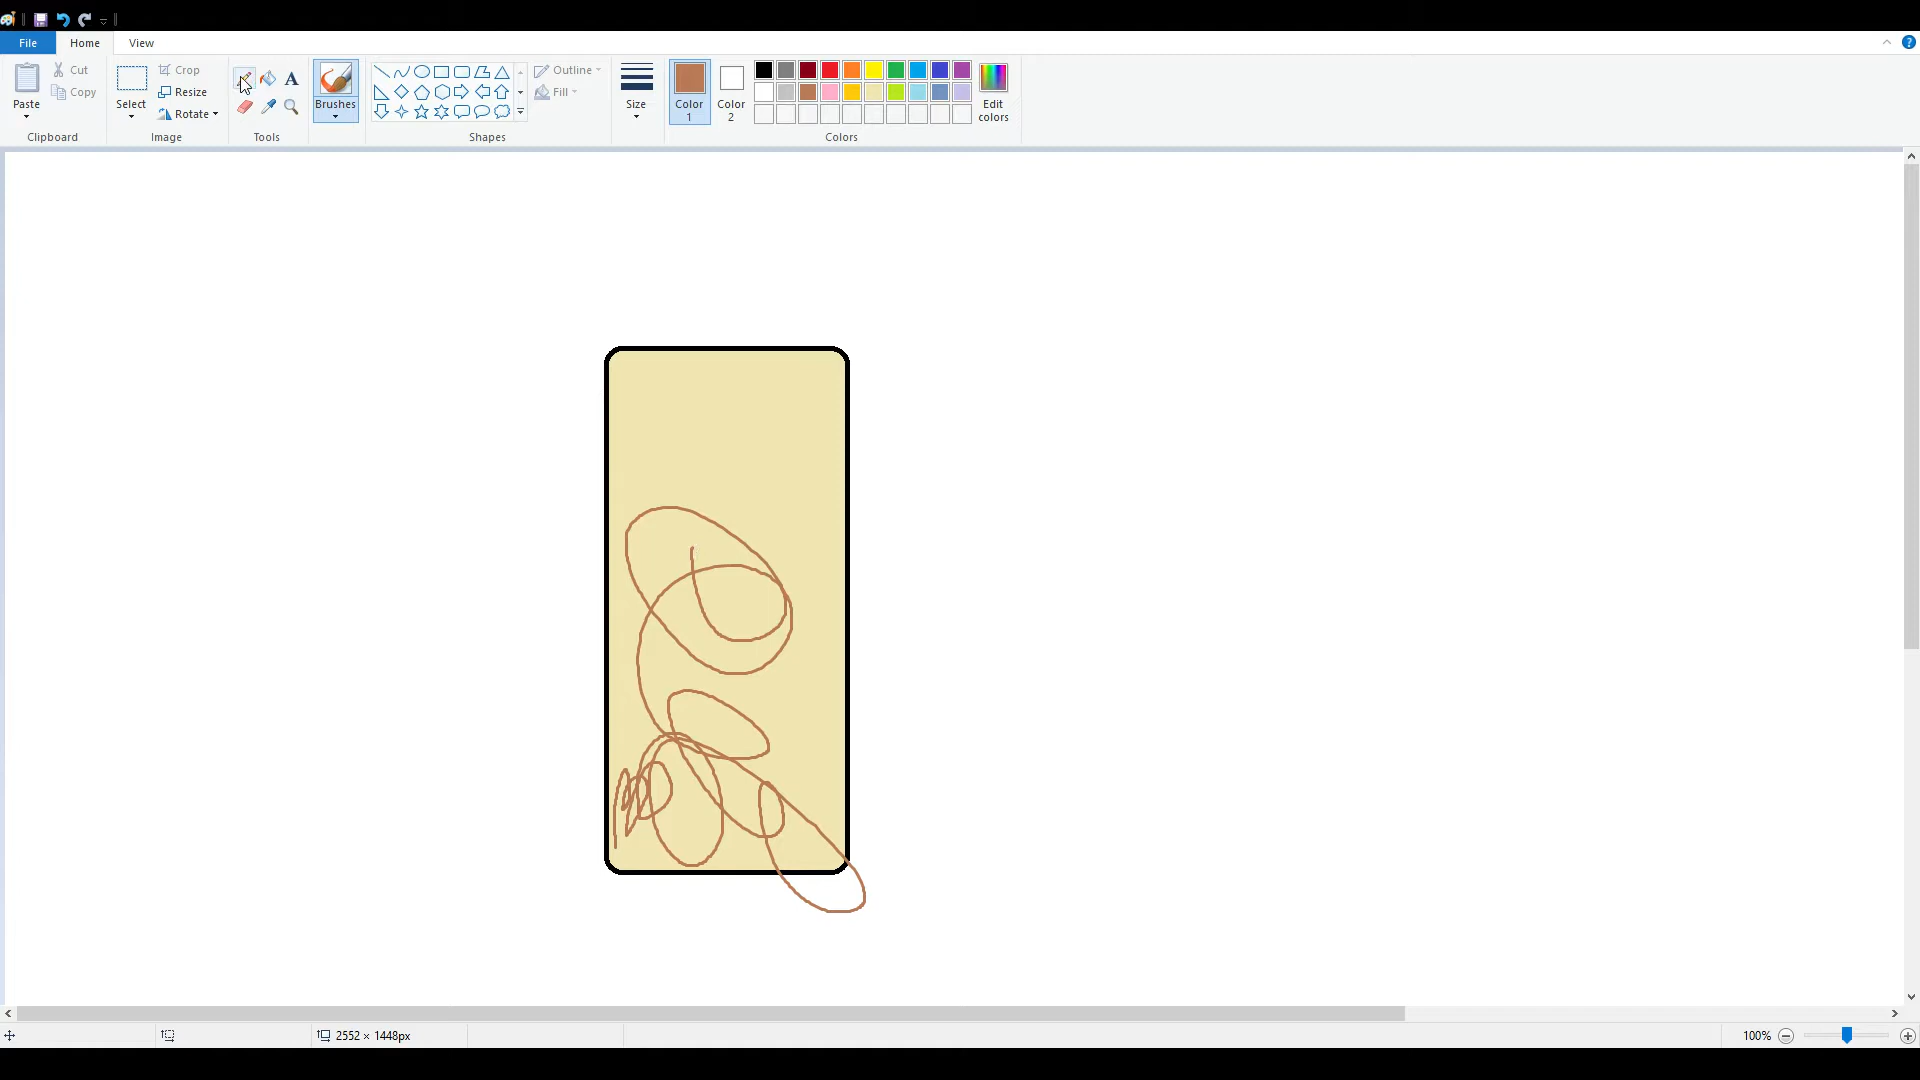 File Home View
Paste
Cut
Copy
Clipboard
Select
Crop
Resize
Rotate
Image
A
Tools
Brushes
Shapes
Outline
Fill
Size
Color
1
Color
2
Edit
colors
Colors
?
2552 × 1448px
100%